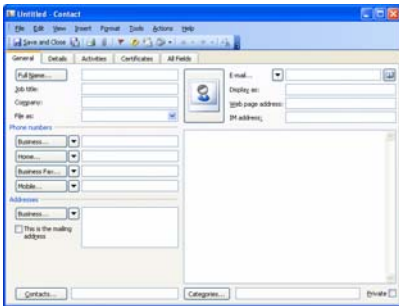 Untitled - Contact
File Edit View Insert Format Tools Actions Help
Save and Close
General Details Activities Certificates All Fields
Full Name...
Job title:
Company:
File as:
E-mail...
Display as:
Web page address:
IM address:
Phone numbers
Business...
Home...
Business Fax...
Mobile...
Addresses
Business...
This is the mailing
address
Contacts...
Categories...
Private